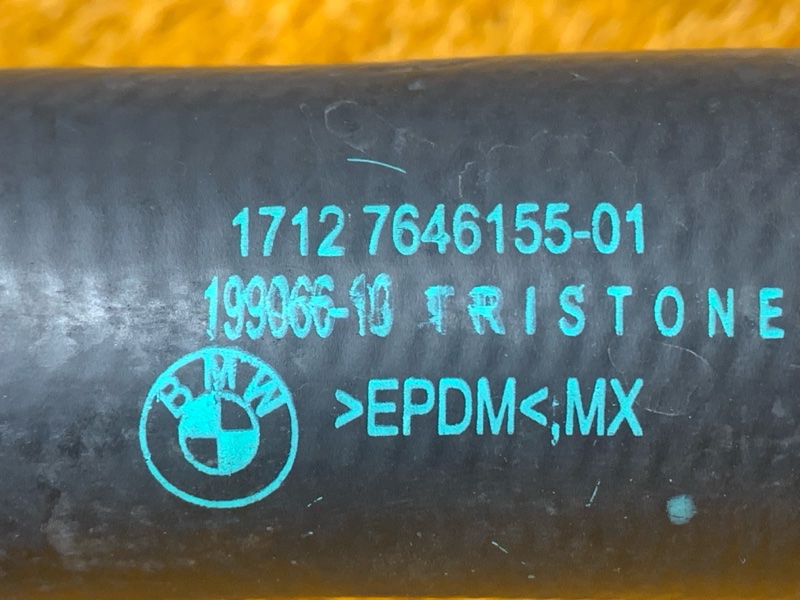 1712 7646155-01
199066-10 TRISTONE
BMW
>EPDM<,MX